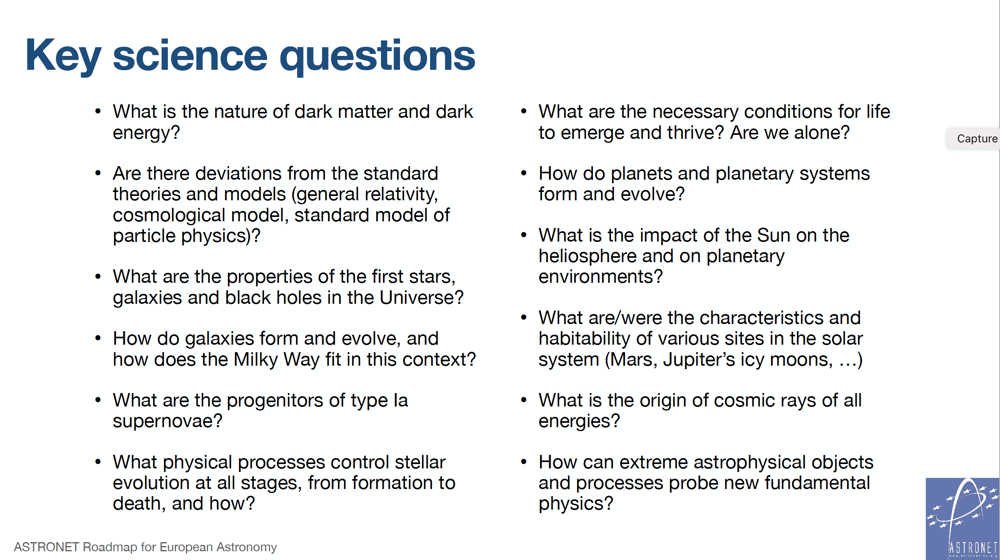 Key science questions
• What is the nature of dark matter and dark
energy?
• Are there deviations from the standard
theories and models (general relativity,
cosmological model, standard model of
particle physics)?
• What are the properties of the first stars,
galaxies and black holes in the Universe?
• How do galaxies form and evolve, and
how does the Milky Way fit in this context?
• What are the progenitors of type Ia
supernovae?
• What physical processes control stellar
evolution at all stages, from formation to
death, and how?
• What are the necessary conditions for life
to emerge and thrive? Are we alone?
• How do planets and planetary systems
form and evolve?
• What is the impact of the Sun on the
heliosphere and on planetary
environments?
• What are/were the characteristics and
habitability of various sites in the solar
system (Mars, Jupiter’s icy moons, …)
• What is the origin of cosmic rays of all
energies?
• How can extreme astrophysical objects
and processes probe new fundamental
physics?
Capture
ASTRONET Roadmap for European Astronomy
ASTRONET
www.astronet-eu.org